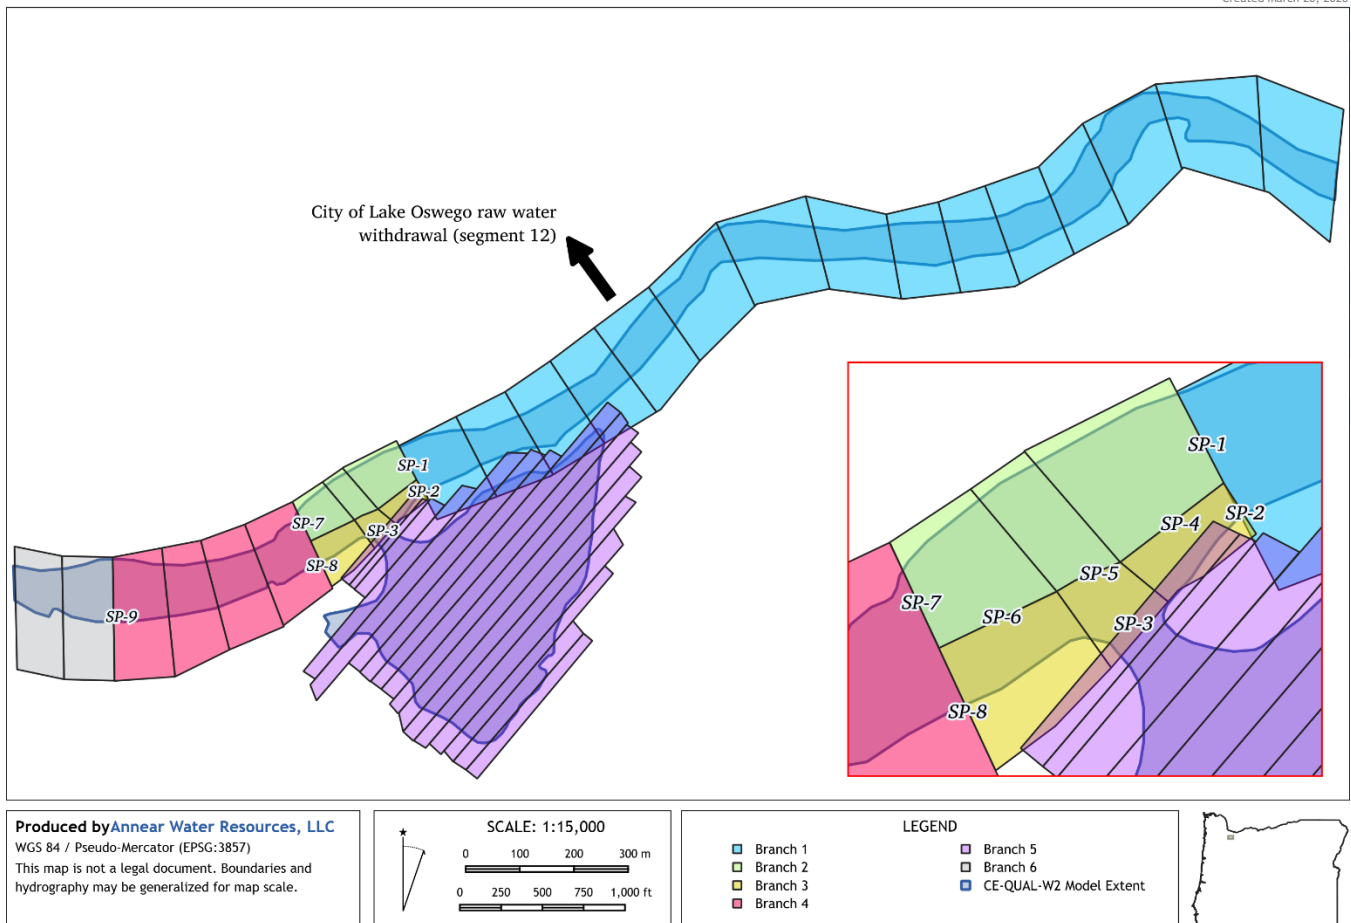 City of Lake Oswego raw water
withdrawal (segment 12)
SP-1
SP-2
SP-7
SP-3
SP-8
SP-9
SP-1
SP-2
SP-4
SP-5
SP-7
SP-6
SP-3
SP-8
Produced by Annear Water Resources, LLC
WGS 84 / Pseudo-Mercator (EPSG:3857)
This map is not a legal document. Boundaries and
hydrography may be generalized for map scale.
SCALE: 1:15,000
0 100 200 300 m
0 250 500 750 1,000 ft
LEGEND
Branch 1
Branch 2
Branch 3
Branch 4
Branch 5
Branch 6
CE-QUAL-W2 Model Extent